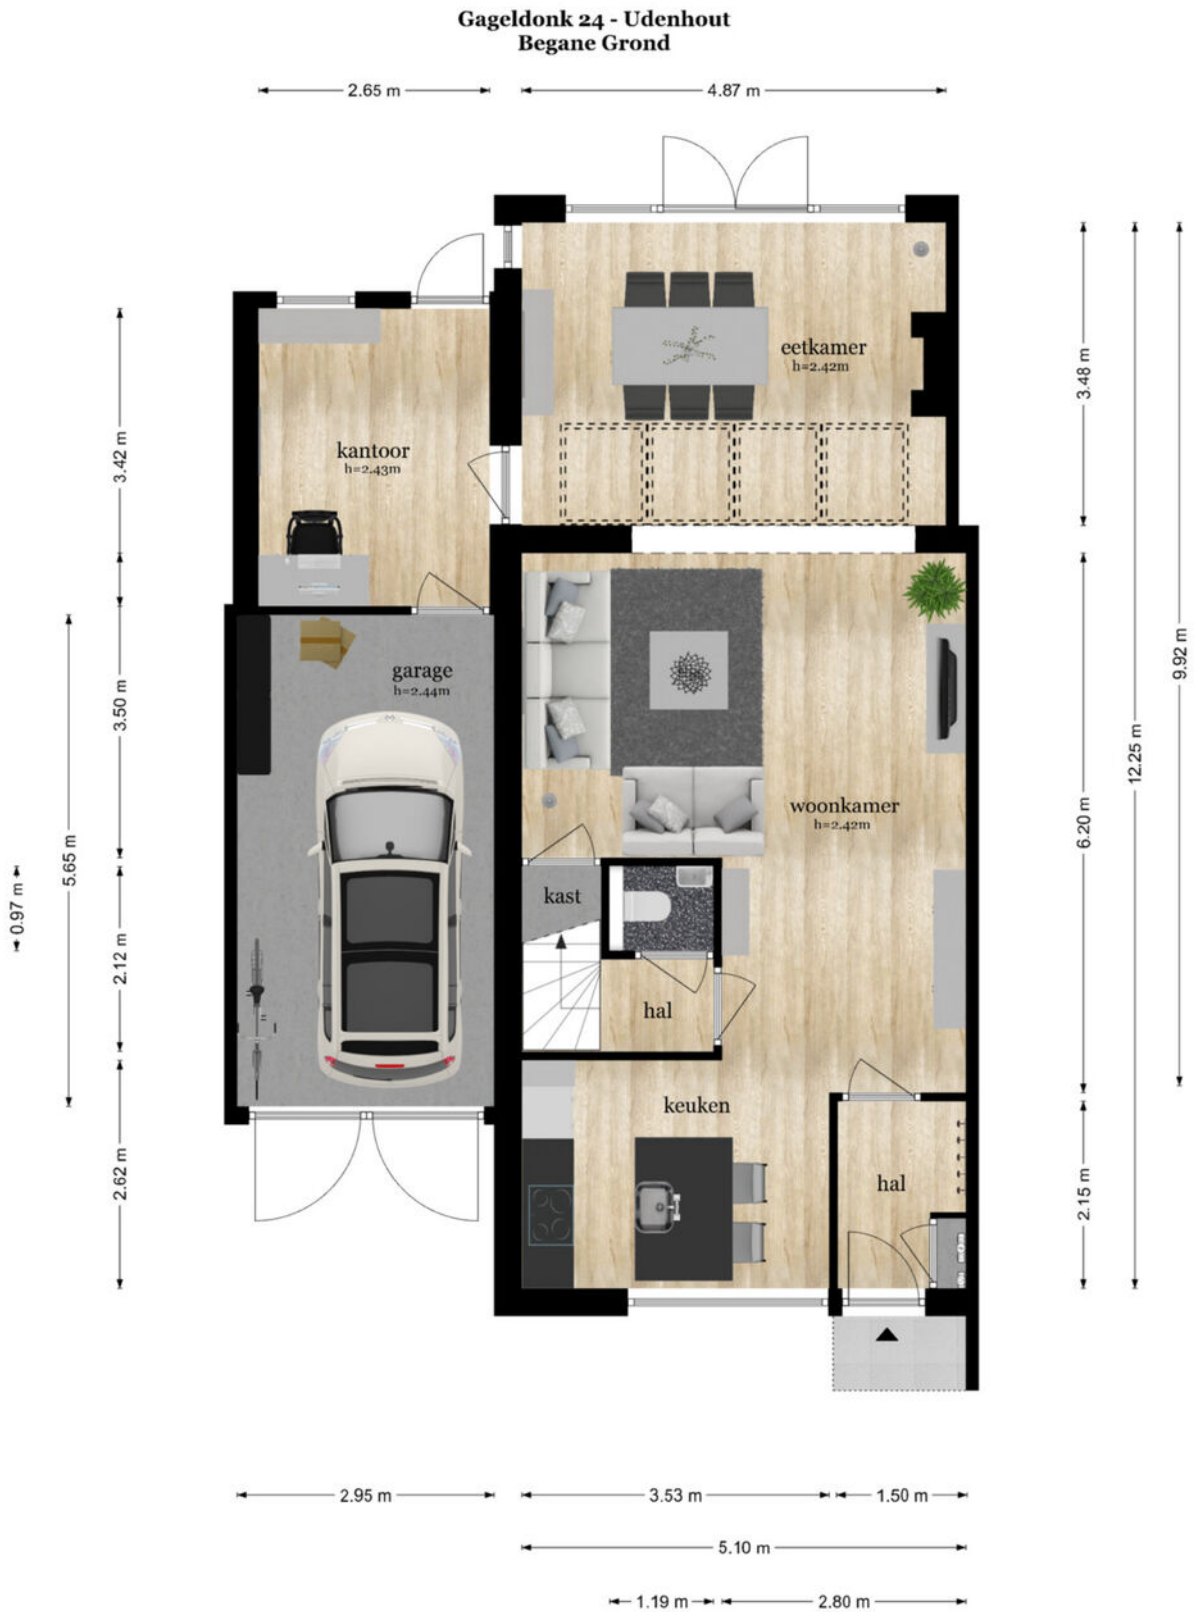 Gageldonk 24 - Udenhout
Begane Grond
2.65 m
4.87 m
eetkamer
h=2.42m
3.48 m
3.42 m
kantoor
h=2.43m
garage
h=2.44m
9.92 m
3.50 m
12.25 m
woonkamer
h=2.42m
6.20 m
5.65 m
0.97 m
kast
2.12 m
hal
keuken
2.62 m
hal
2.15 m
2.95 m
3.53 m
1.50 m
5.10 m
1.19 m
2.80 m